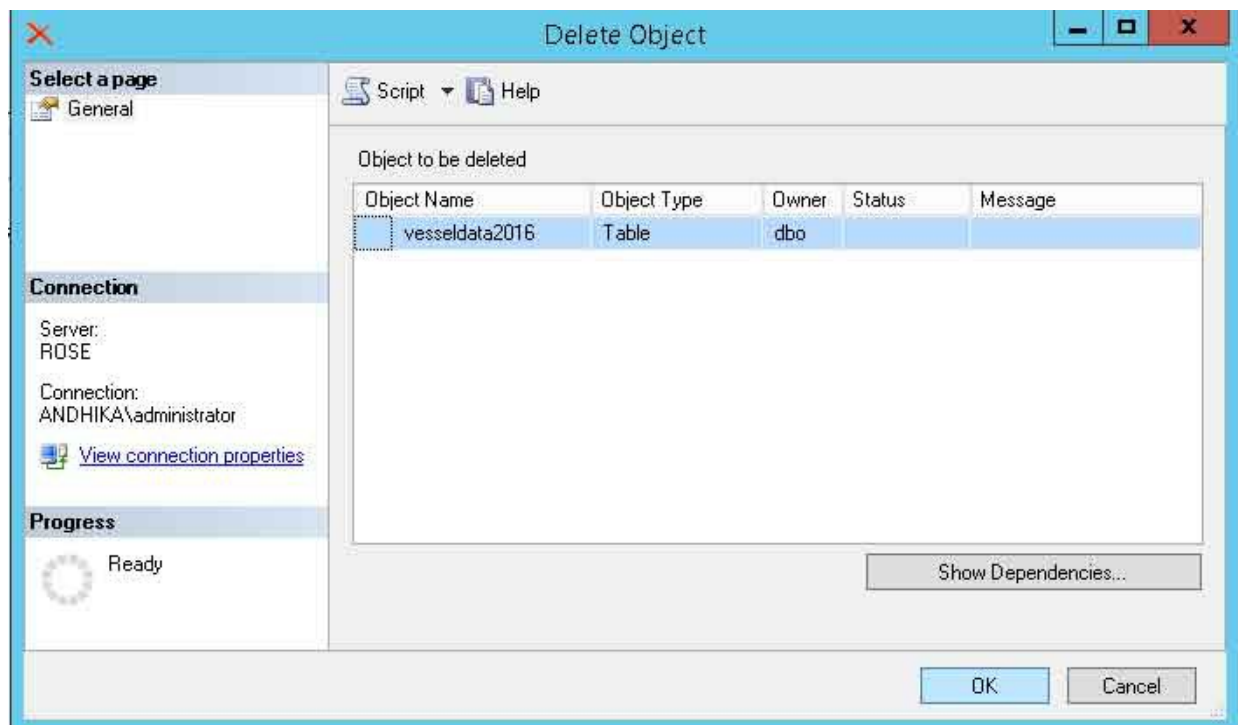 Delete Object
Select a page
General
Script Help
Object to be deleted
Object Name Object Type Owner Status Message
vesseldata2016 Table dbo
Connection
Server:
ROSE
Connection:
ANDHIKA\administrator
View connection properties
Progress
Ready
Show Dependencies...
OK Cancel